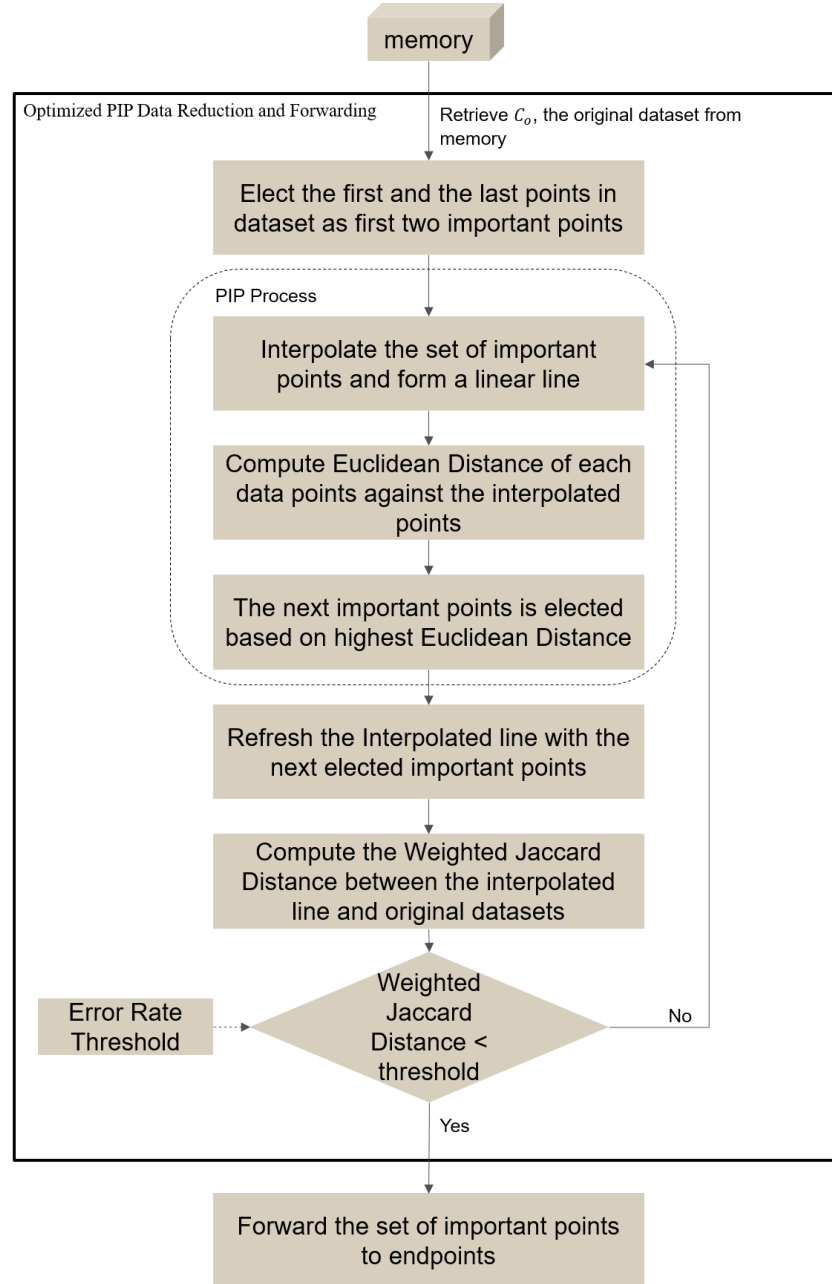 memory
Optimized PIP Data Reduction and Forwarding
Retrieve C_o, the original dataset from
memory
Elect the first and the last points in
dataset as first two important points
PIP Process
Interpolate the set of important
points and form a linear line
Compute Euclidean Distance of each
data points against the interpolated
points
The next important points is elected
based on highest Euclidean Distance
Refresh the Interpolated line with the
next elected important points
Compute the Weighted Jaccard
Distance between the interpolated
line and original datasets
Weighted
Jaccard
Distance <
threshold
Error Rate
Threshold
No
Yes
Forward the set of important points
to endpoints